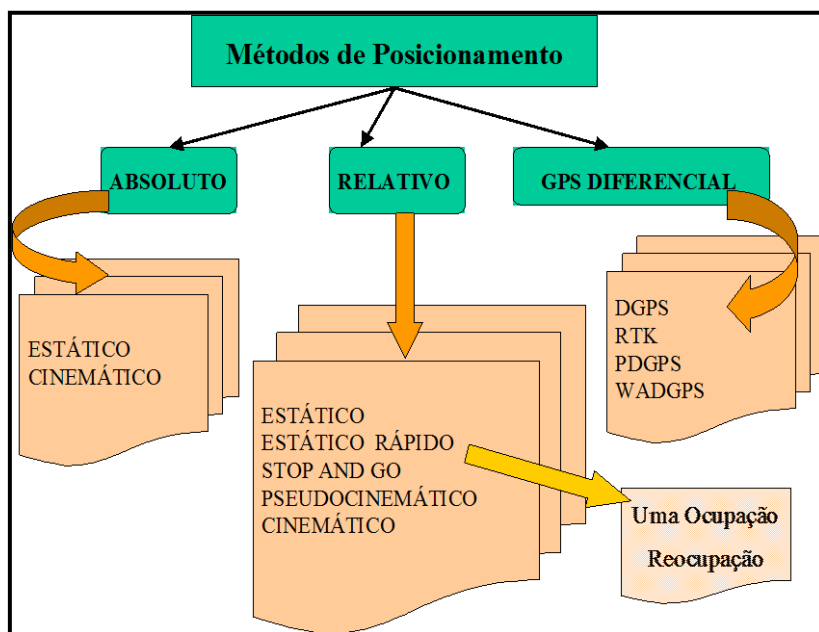 Métodos de Posicionamento
ABSOLUTO
RELATIVO
GPS DIFERENCIAL
ESTÁTICO
CINEMÁTICO
ESTÁTICO
ESTÁTICO RÁPIDO
STOP AND GO
PSEUDOCINEMÁTICO
CINEMÁTICO
DGPS
RTK
PDGPS
WADGPS
Uma Ocupação
Reocupação